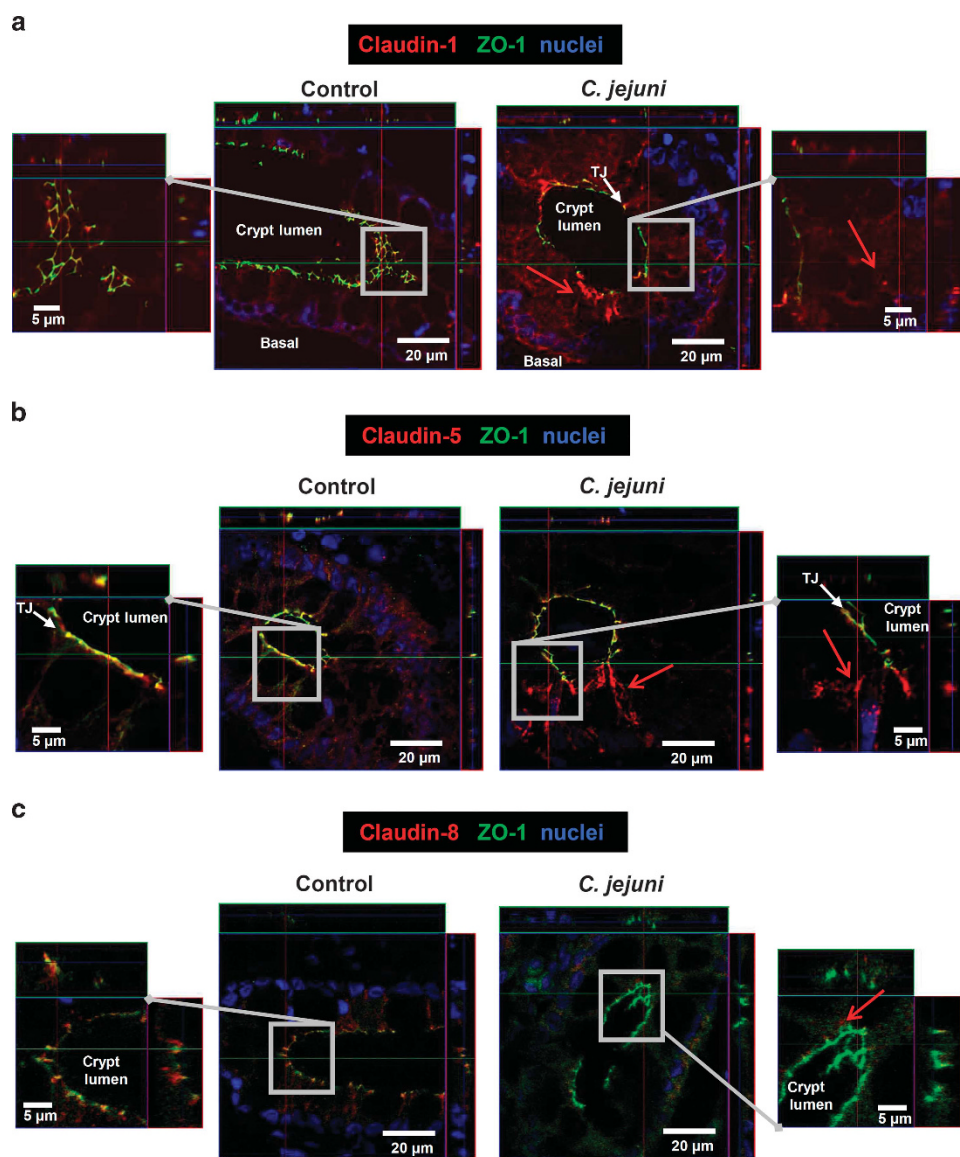 a
Claudin-1 ZO-1 nuclei
Control
C. jejuni
TJ
Crypt lumen
Crypt
lumen
5 µm
Basal
20 µm
Basal
20 µm
5 µm
b
Claudin-5 ZO-1 nuclei
Control
C. jejuni
TJ
Crypt lumen
5 µm
20 µm
20 µm
TJ
Crypt
lumen
5 µm
c
Claudin-8 ZO-1 nuclei
Control
C. jejuni
Crypt
lumen
5 µm
20 µm
20 µm
Crypt
lumen
5 µm